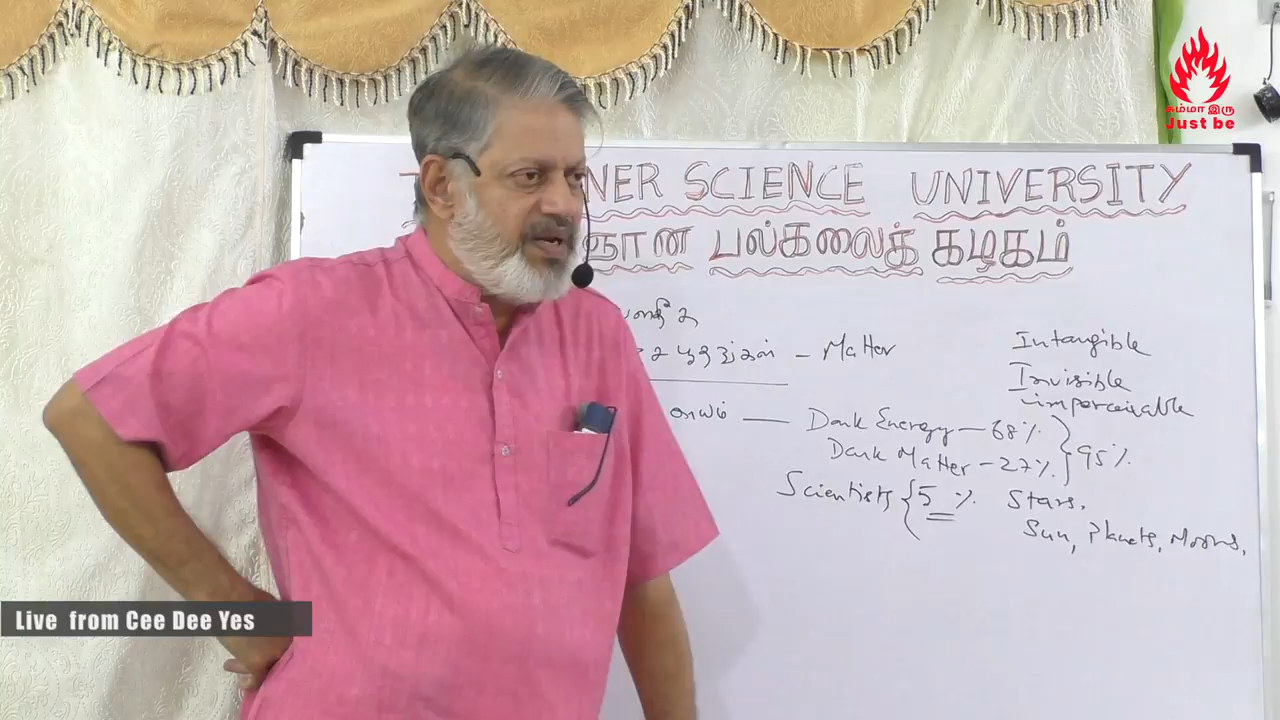 சும்மா இரு
Just be
NER SCIENCE UNIVERSITY
ஞான பல்கலைக் கழகம்
Matter
Intangible
Invisible
imperceivable
Dark Energy — 68%
Dark Matter — 27% } 95%
Scientists { 5% Stars,
Sun, Planets, Moons,
Live from Cee Dee Yes